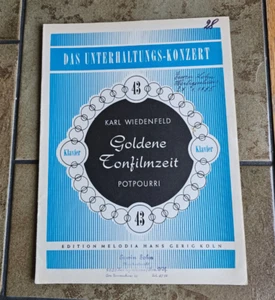 28
DAS UNTERHALTUNGS-KONZERT
43
KARL WIEDENFELD
Goldene
Tonfilmzeit
Klavier
Klavier
POTPOURRI
43
EDITION MELODIA HANS GERIG KÖLN